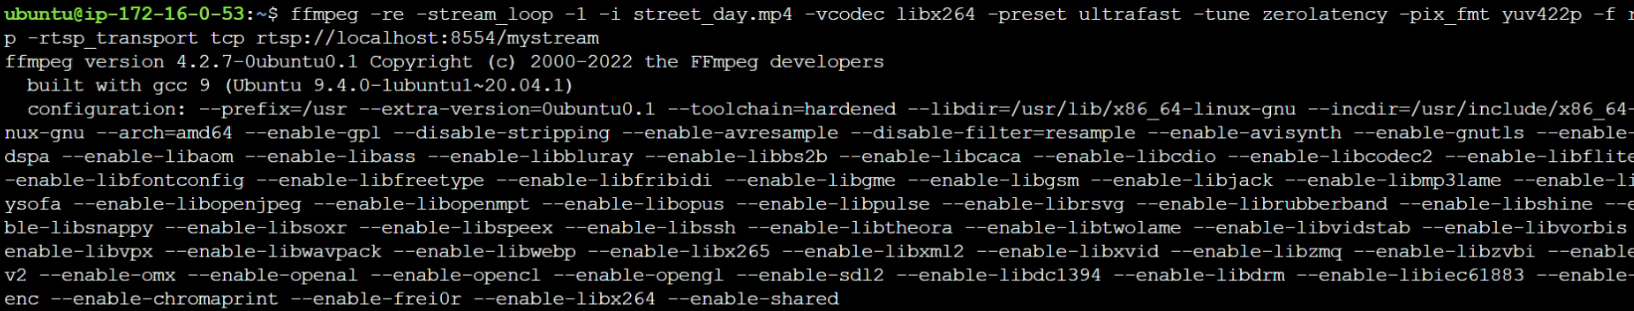 ubuntu@ip-172-16-0-53:~$ ffmpeg -re -stream_loop -1 -i street_day.mp4 -vcodec libx264 -preset ultrafast -tune zerolatency -pix_fmt yuv422p -f r
p -rtsp_transport tcp rtsp://localhost:8554/mystream
ffmpeg version 4.2.7-0ubuntu0.1 Copyright (c) 2000-2022 the FFmpeg developers
built with gcc 9 (Ubuntu 9.4.0-1ubuntu1~20.04.1)
configuration: --prefix=/usr --extra-version=0ubuntu0.1 --toolchain=hardened --libdir=/usr/lib/x86_64-linux-gnu --incdir=/usr/include/x86_64-
nux-gnu --arch=amd64 --enable-gpl --disable-stripping --enable-avresample --disable-filter=resample --enable-avisynth --enable-gnutls --enable-
dspa --enable-libaom --enable-libass --enable-libbluray --enable-libbs2b --enable-libcaca --enable-libcdio --enable-libcodec2 --enable-libflite
-enable-libfontconfig --enable-libfreetype --enable-libfribidi --enable-libgme --enable-libgsm --enable-libjack --enable-libmp3lame --enable-li
ysofa --enable-libopenjpeg --enable-libopenmpt --enable-libopus --enable-libpulse --enable-librsvg --enable-librubberband --enable-libshine --e
ble-libsnappy --enable-libsoxr --enable-libspeex --enable-libssh --enable-libtheora --enable-libtwolame --enable-libvidstab --enable-libvorbis
enable-libvpx --enable-libwavpack --enable-libwebp --enable-libx265 --enable-libxml2 --enable-libxvid --enable-libzmq --enable-libzvbi --enable
v2 --enable-omx --enable-openal --enable-opencl --enable-opengl --enable-sdl2 --enable-libdc1394 --enable-libdrm --enable-libiec61883 --enable-
enc --enable-chromaprint --enable-frei0r --enable-libx264 --enable-shared